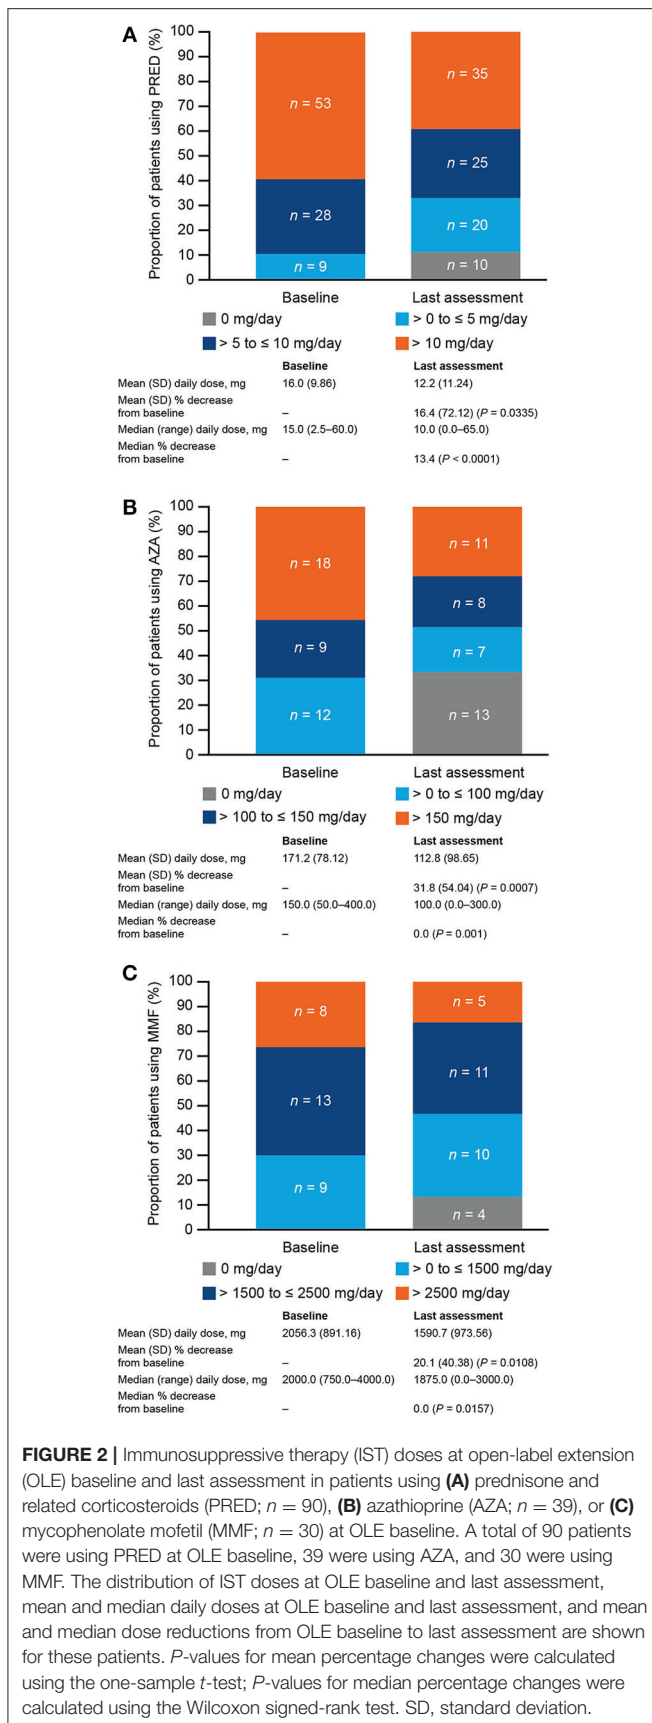 A
Proportion of patients using PRED (%)
100
90
80
70
60
50
40
30
20
10
0
n = 53
n = 28
n = 9
n = 35
n = 25
n = 20
n = 10
Baseline Last assessment
0 mg/day > 0 to ≤ 5 mg/day
> 5 to ≤ 10 mg/day > 10 mg/day
Baseline Last assessment
Mean (SD) daily dose, mg 16.0 (9.86) 12.2 (11.24)
Mean (SD) % decrease
from baseline – 16.4 (72.12) (P = 0.0335)
Median (range) daily dose, mg 15.0 (2.5–60.0) 10.0 (0.0–65.0)
Median % decrease
from baseline – 13.4 (P < 0.0001)
B
Proportion of patients using AZA (%)
100
90
80
70
60
50
40
30
20
10
0
n = 18
n = 9
n = 12
n = 11
n = 8
n = 7
n = 13
Baseline Last assessment
0 mg/day > 0 to ≤ 100 mg/day
> 100 to ≤ 150 mg/day > 150 mg/day
Baseline Last assessment
Mean (SD) daily dose, mg 171.2 (78.12) 112.8 (98.65)
Mean (SD) % decrease
from baseline – 31.8 (54.04) (P = 0.0007)
Median (range) daily dose, mg 150.0 (50.0–400.0) 100.0 (0.0–300.0)
Median % decrease
from baseline – 0.0 (P = 0.001)
C
Proportion of patients using MMF (%)
100
90
80
70
60
50
40
30
20
10
0
n = 8
n = 13
n = 9
n = 5
n = 11
n = 10
n = 4
Baseline Last assessment
0 mg/day > 0 to ≤ 1500 mg/day
> 1500 to ≤ 2500 mg/day > 2500 mg/day
Baseline Last assessment
Mean (SD) daily dose, mg 2056.3 (891.16) 1590.7 (973.56)
Mean (SD) % decrease
from baseline – 20.1 (40.38) (P = 0.0108)
Median (range) daily dose, mg 2000.0 (750.0–4000.0) 1875.0 (0.0–3000.0)
Median % decrease
from baseline – 0.0 (P = 0.0157)
FIGURE 2 | Immunosuppressive therapy (IST) doses at open-label extension
(OLE) baseline and last assessment in patients using (A) prednisone and
related corticosteroids (PRED; n = 90), (B) azathioprine (AZA; n = 39), or (C)
mycophenolate mofetil (MMF; n = 30) at OLE baseline. A total of 90 patients
were using PRED at OLE baseline, 39 were using AZA, and 30 were using
MMF. The distribution of IST doses at OLE baseline and last assessment,
mean and median daily doses at OLE baseline and last assessment, and mean
and median dose reductions from OLE baseline to last assessment are shown
for these patients. P-values for mean percentage changes were calculated
using the one-sample t-test; P-values for median percentage changes were
calculated using the Wilcoxon signed-rank test. SD, standard deviation.